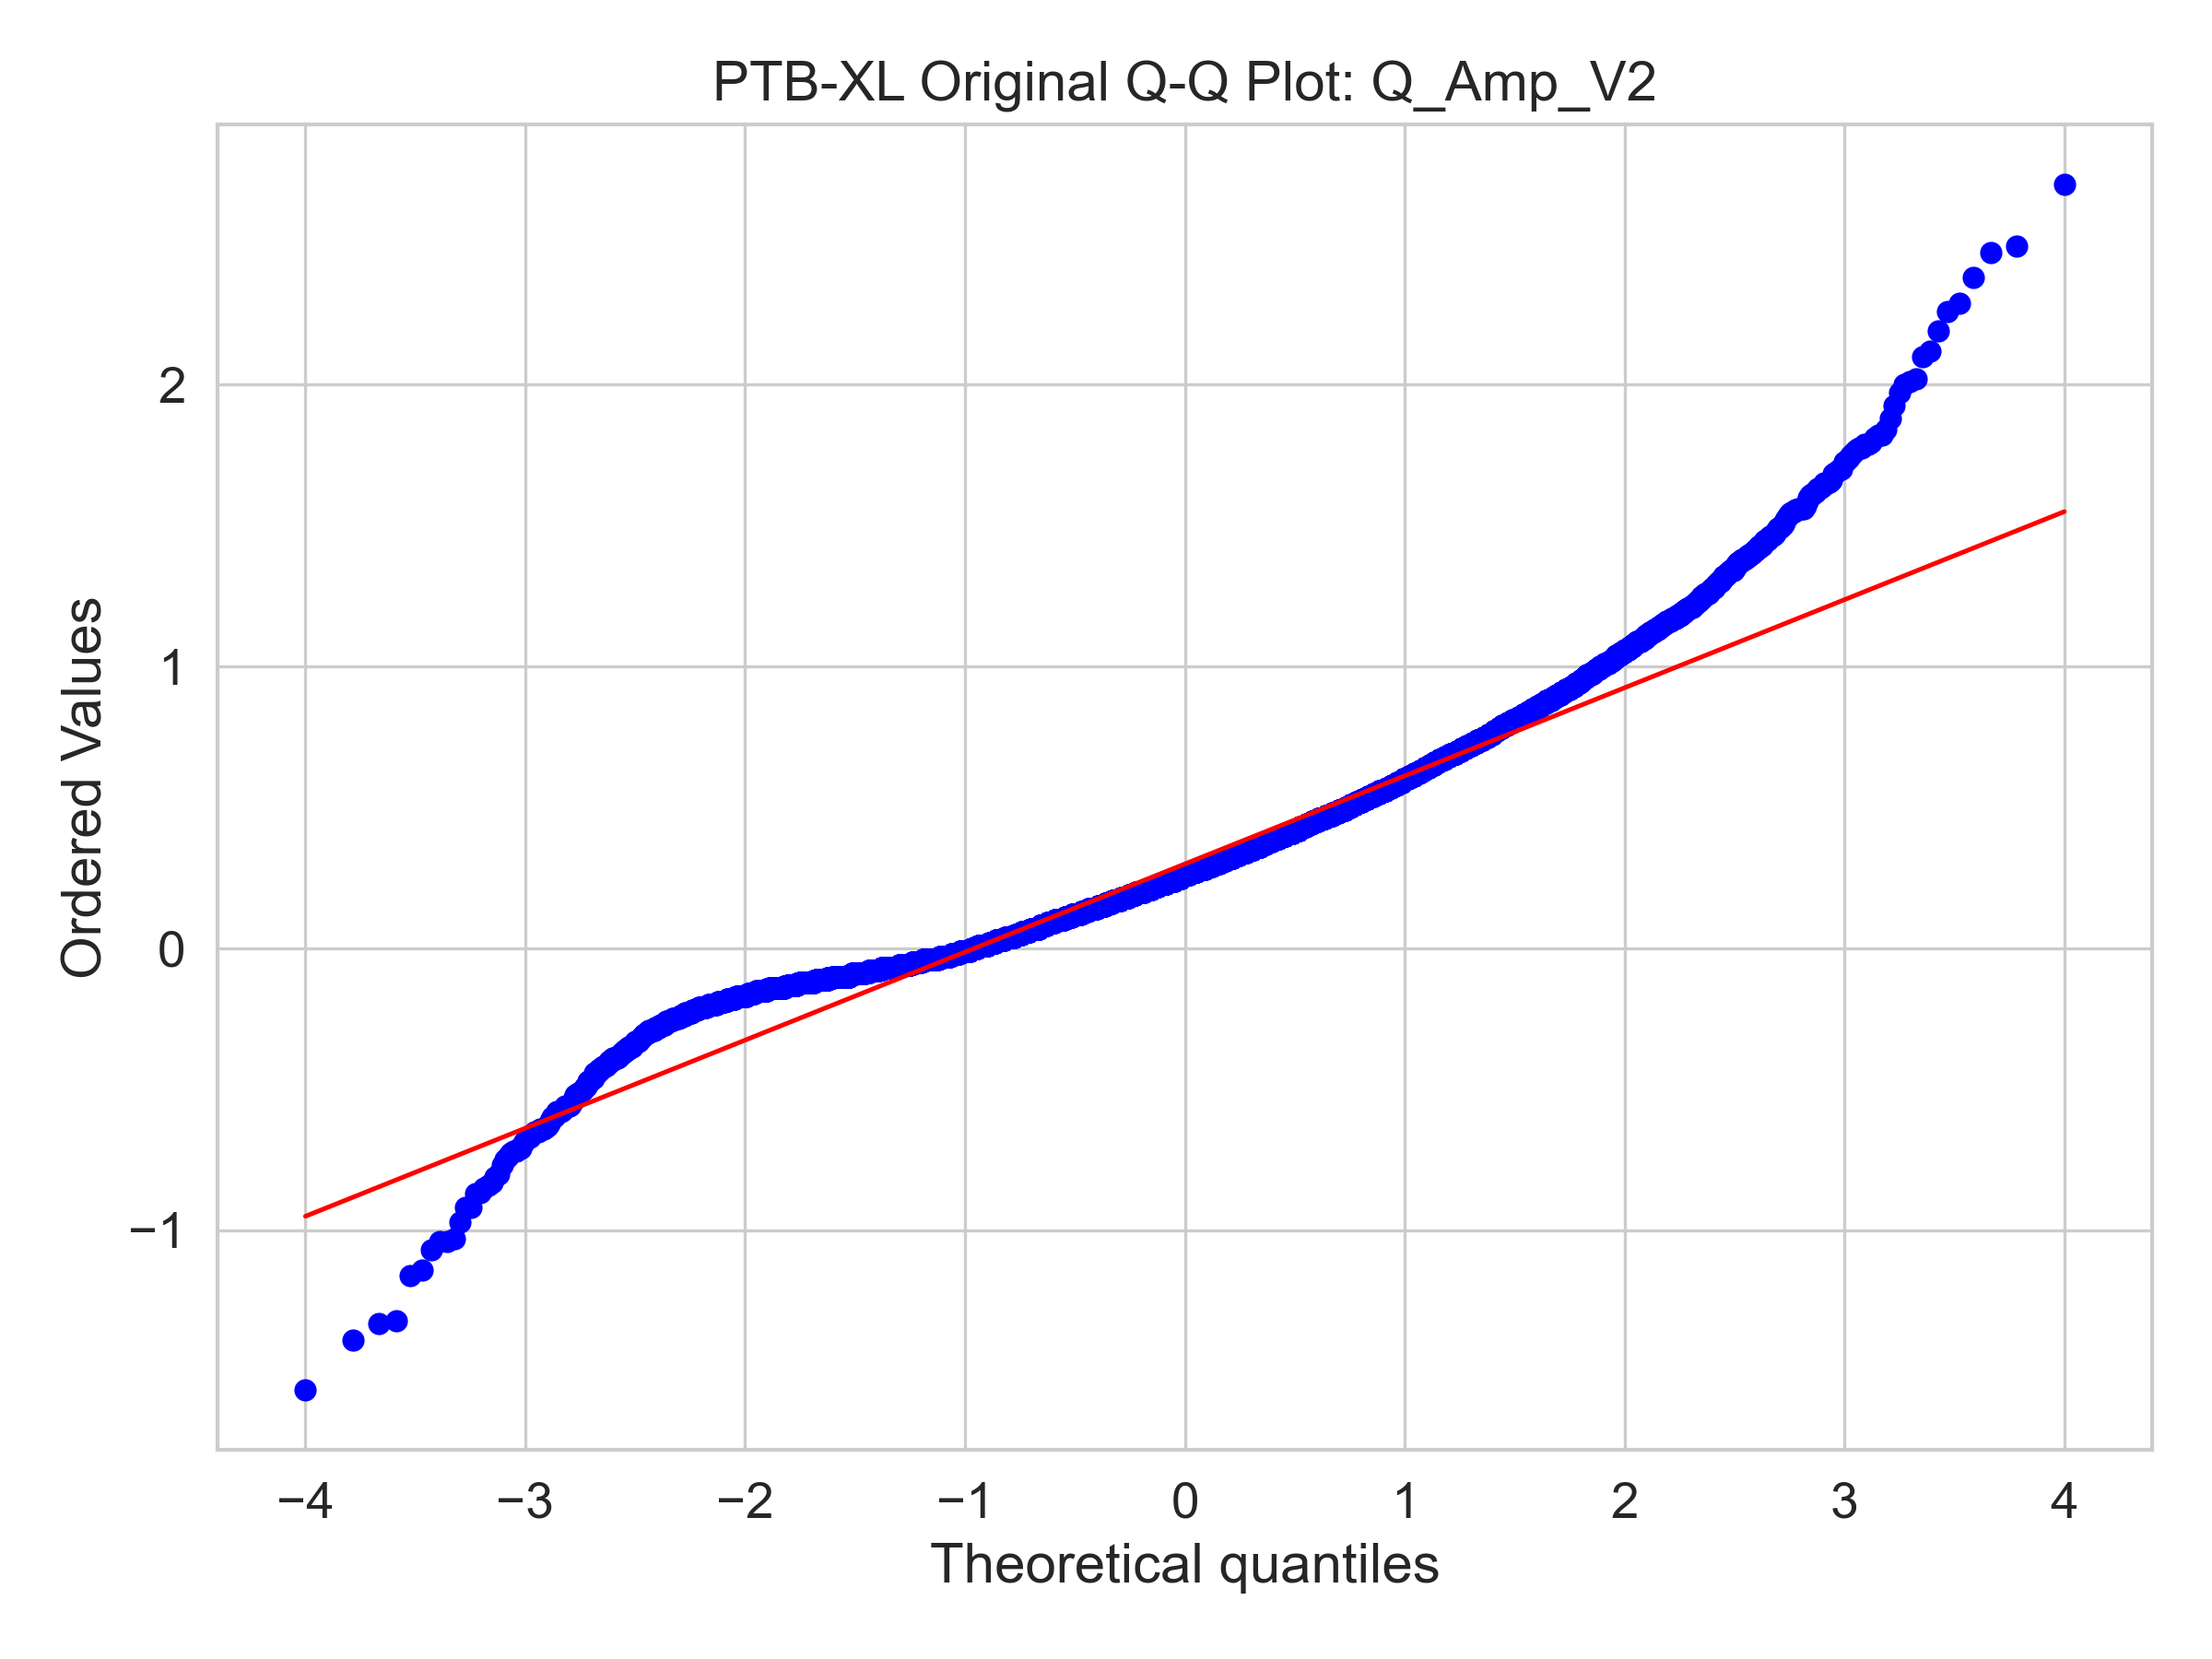 PTB-XL Original Q-Q Plot: Q_Amp_V2
Ordered Values
2
1
0
−1
−4 −3 −2 −1 0 1 2 3 4
Theoretical quantiles